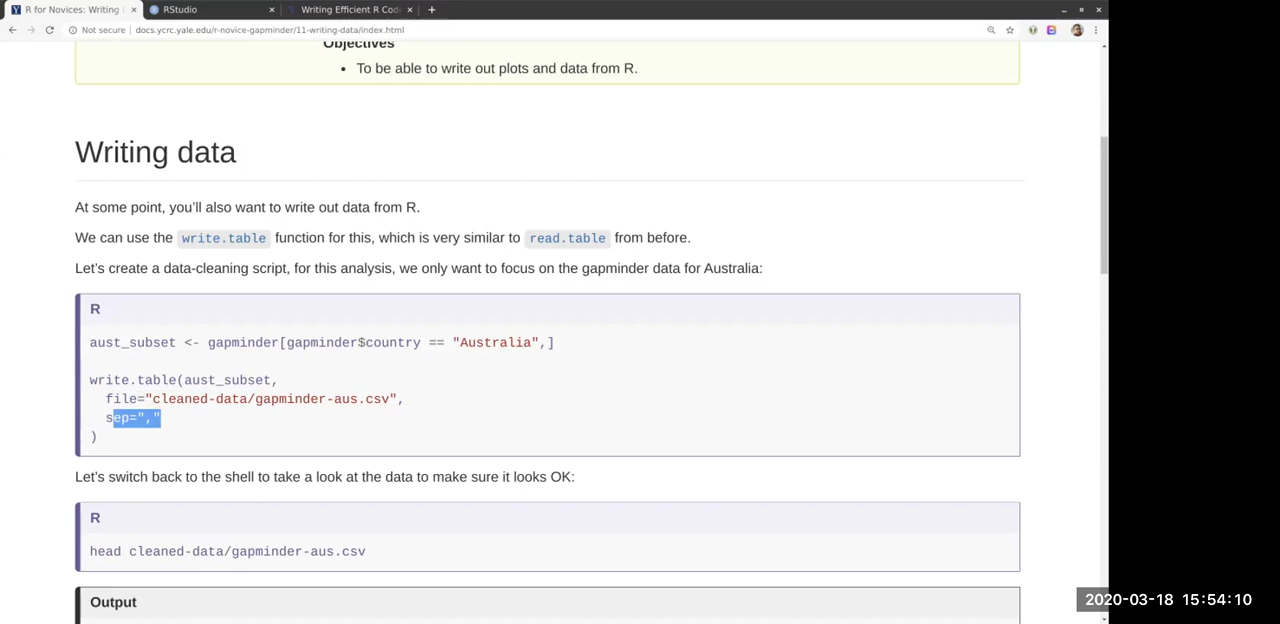 R for Novices: Writing
RStudio
Writing Efficient R Code
Not secure
docs.ycrc.yale.edu/r-novice-gapminder/11-writing-data/index.html
Objectives
• To be able to write out plots and data from R.
Writing data
At some point, you’ll also want to write out data from R.
We can use the write.table function for this, which is very similar to read.table from before.
Let’s create a data-cleaning script, for this analysis, we only want to focus on the gapminder data for Australia:
R
aust_subset <- gapminder[gapminder$country == "Australia",]
write.table(aust_subset,
file="cleaned-data/gapminder-aus.csv",
sep=","
)
Let’s switch back to the shell to take a look at the data to make sure it looks OK:
R
head cleaned-data/gapminder-aus.csv
Output
2020-03-18 15:54:10